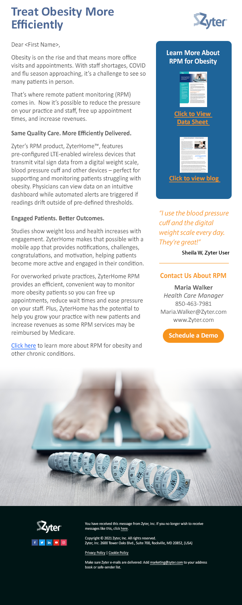 Treat Obesity More
Efficiently
Zyter
Dear <First Name>,
Obesity is on the rise and that means more office
visits and appointments. With staff shortages, COVID
and flu season approaching, it's a challenge to see so
many patients in person.
That's where remote patient monitoring (RPM)
comes in.  Now it's possible to reduce the pressure
on your practice and staff, free up appointment
times, and increase revenues.
Same Quality Care. More Efficiently Delivered.
Zyter's RPM product, ZyterHome™, features
pre-configured LTE-enabled wireless devices that
transmit vital sign data from a digital weight scale,
blood pressure cuff and other devices – perfect for
supporting and monitoring patients struggling with
obesity. Physicians can view data on an intuitive
dashboard while automated alerts are triggered if
readings drift outside of pre-defined thresholds.
Engaged Patients. Better Outcomes.
Studies show weight loss and health increases with
engagement. ZyterHome makes that possible with a
mobile app that provides notifications, challenges,
congratulations, and motivation, helping patients
become more active and engaged in their condition.
For overworked private practices, ZyterHome RPM
provides an efficient, convenient way to monitor
more obesity patients so you can free up
appointments, reduce wait times and ease pressure
on your staff. Plus, ZyterHome has the potential to
help you grow your practice with new patients and
increase revenues as some RPM services may be
reimbursed by Medicare.
Click here to learn more about RPM for obesity and
other chronic conditions.
Learn More About
RPM for Obesity
Click to View
Data Sheet
Click to view blog
"I use the blood pressure
cuff and the digital
weight scale every day.
They're great!"
Sheila W, Zyter User
Contact Us About RPM
Maria Walker
Health Care Manager
850-463-7981
Maria.Walker@Zyter.com
www.Zyter.com
Schedule a Demo
Zyter
You have received this message from Zyter, Inc. If you no longer wish to receive
messages like this, click here
Copyright © 2021 Zyter, Inc. All rights reserved.
Zyter, Inc. 2600 Tower Oaks Blvd., Suite 700, Rockville, MD 20852, (USA)
Privacy Policy | Cookie Policy
Make sure Zyter e-mails are delivered: Add marketing@zyter.com to your address
book or safe-sender list.